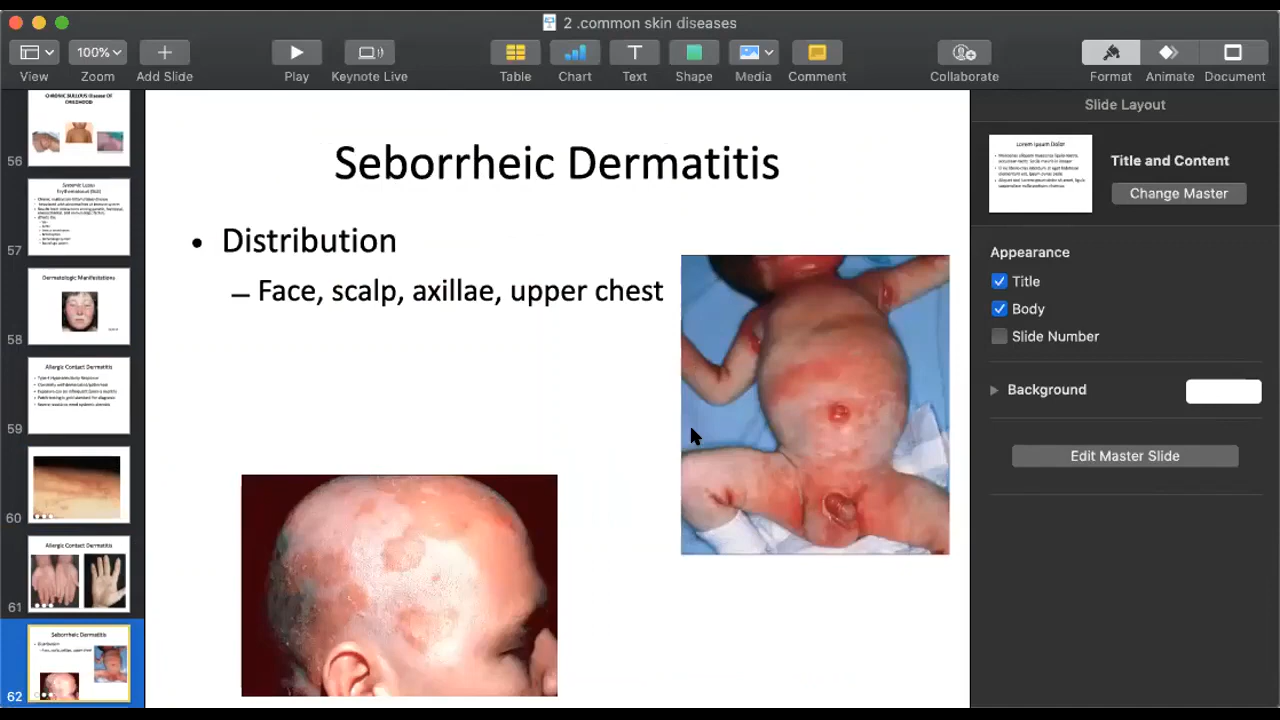 2 .common skin diseases
100%
View
Zoom
Add Slide
Play
Keynote Live
Table
Chart
Text
Shape
Media
Comment
Collaborate
Format
Animate
Document
56
57
Dermatologic Manifestations
58
Allergic Contact Dermatitis
59
60
Allergic Contact Dermatitis
61
Seborrheic Dermatitis
62
Seborrheic Dermatitis
• Distribution
– Face, scalp, axillae, upper chest
Slide Layout
Lorem Ipsum Dolor
Title and Content
Change Master
Appearance
Title
Body
Slide Number
Background
Edit Master Slide